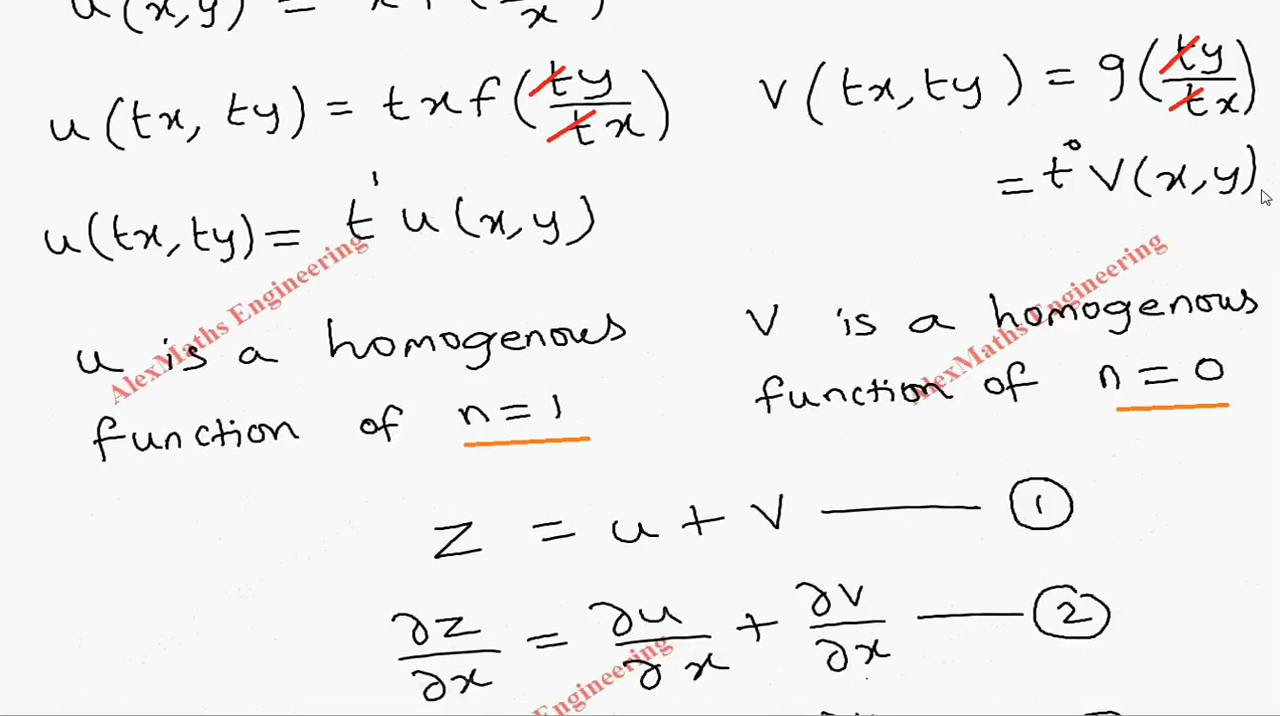 u(x,y) =
u(tx, ty) = t x f(ty/tx)
u(tx,ty) = t¹ u(x,y)
u is a homogenous
function of n=1
v(tx,ty) = g(ty/tx)
= t⁰ v(x,y)
v is a homogenous
function of n=0
z = u + v —— ①
∂z/∂x = ∂u/∂x + ∂v/∂x —— ②
AlexMaths Engineering
AlexMaths Engineering
Engineering